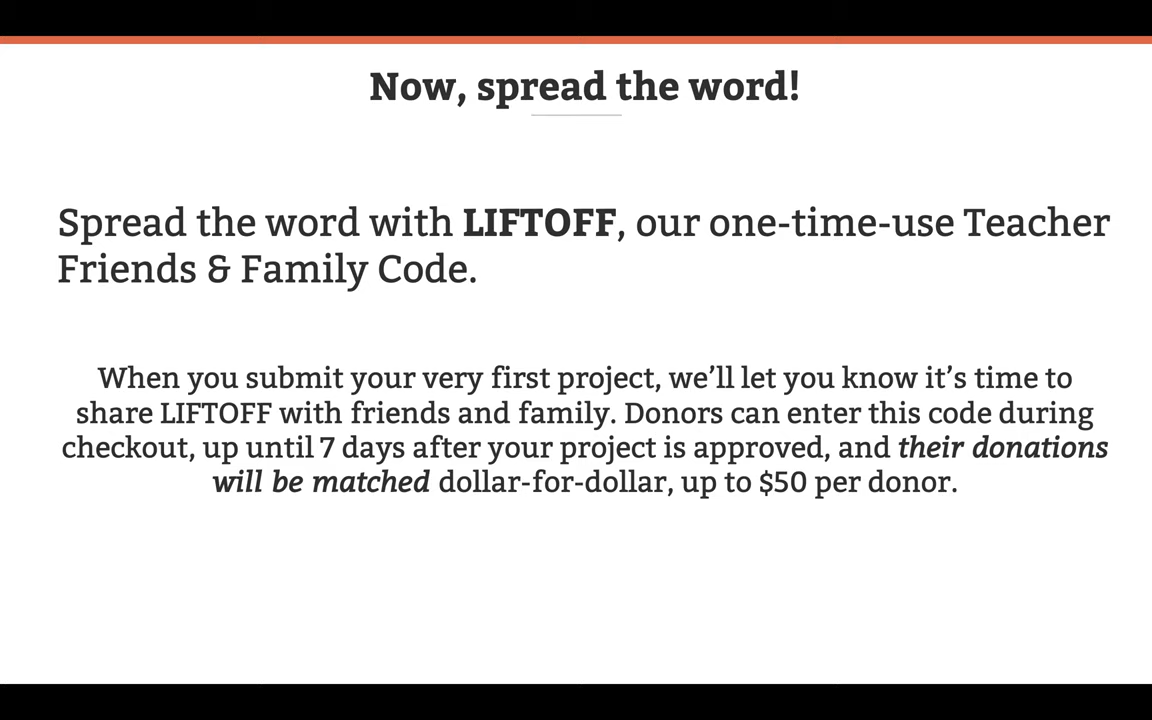 Now, spread the word!
Spread the word with LIFTOFF, our one-time-use Teacher
Friends & Family Code.
When you submit your very first project, we’ll let you know it’s time to
share LIFTOFF with friends and family. Donors can enter this code during
checkout, up until 7 days after your project is approved, and their donations
will be matched dollar-for-dollar, up to $50 per donor.